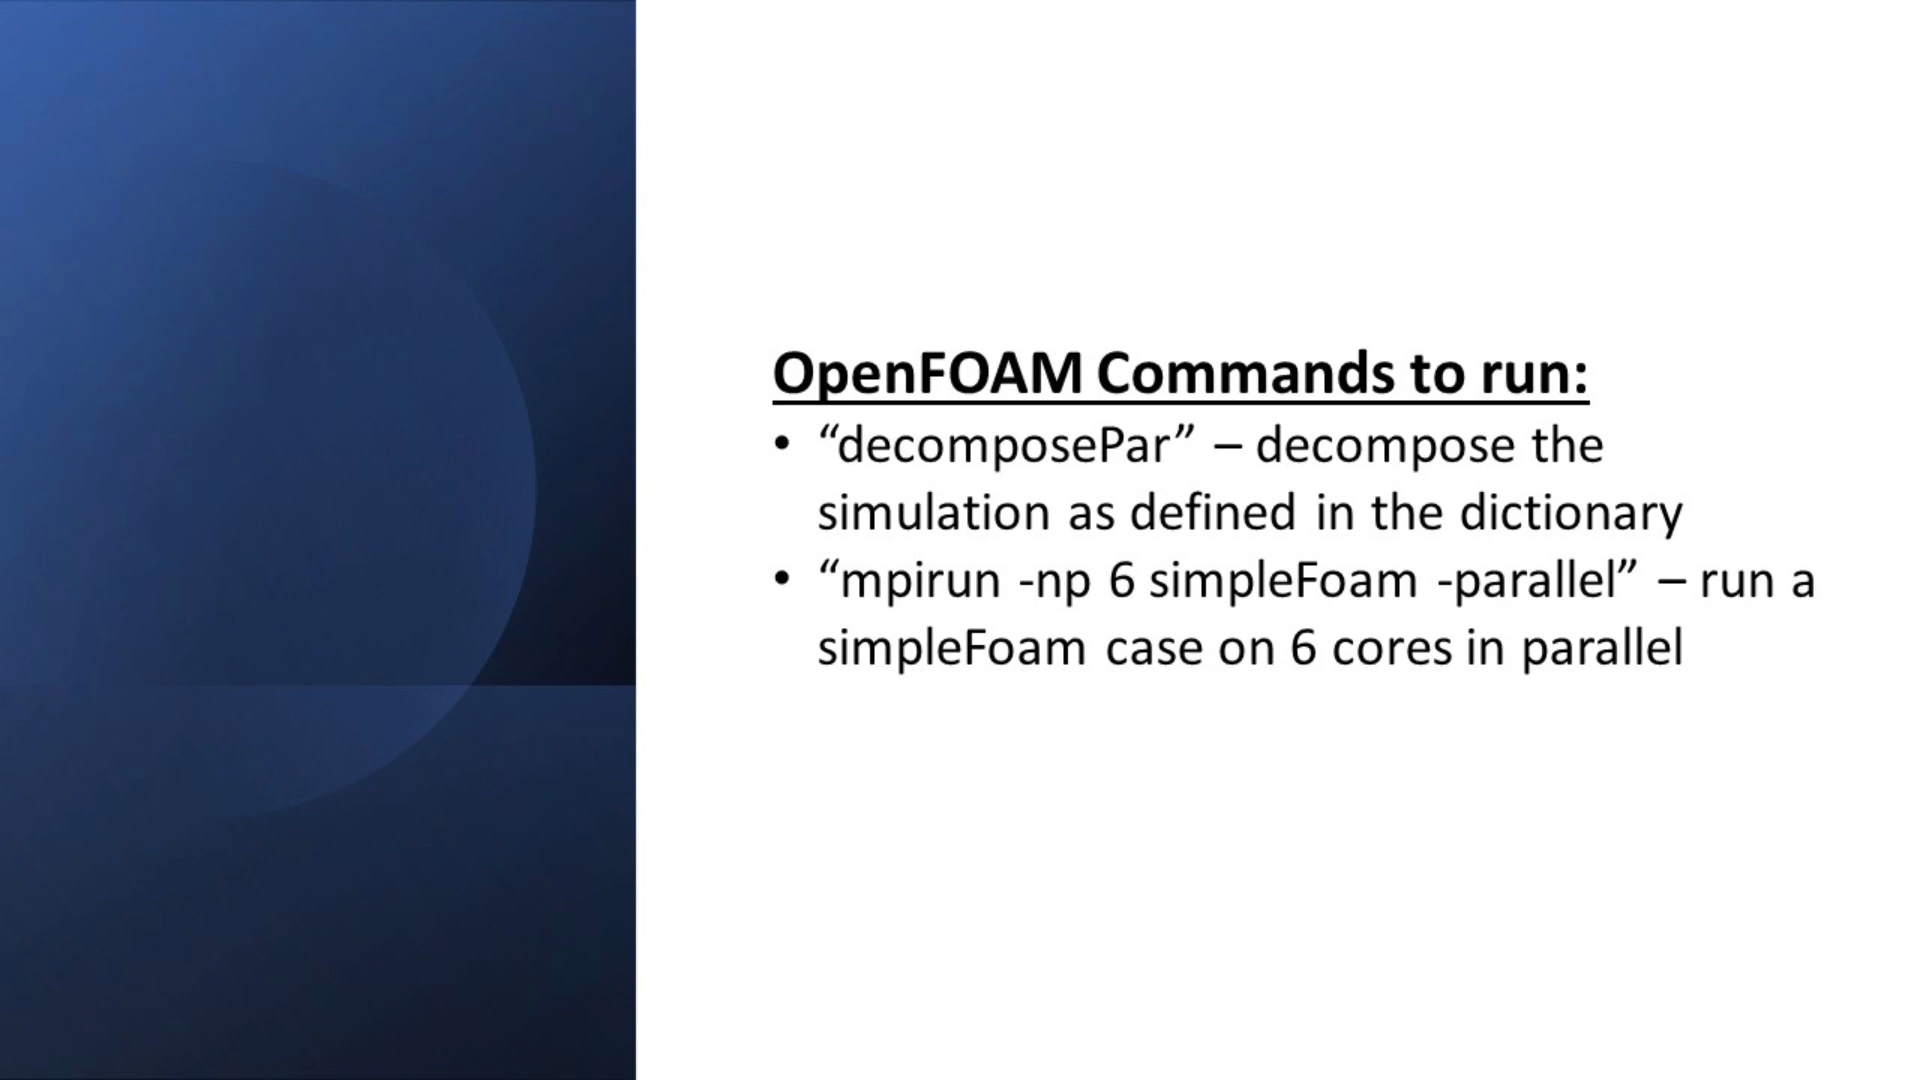 OpenFOAM Commands to run:
• “decomposePar” – decompose the
simulation as defined in the dictionary
• “mpirun -np 6 simpleFoam -parallel” – run a
simpleFoam case on 6 cores in parallel